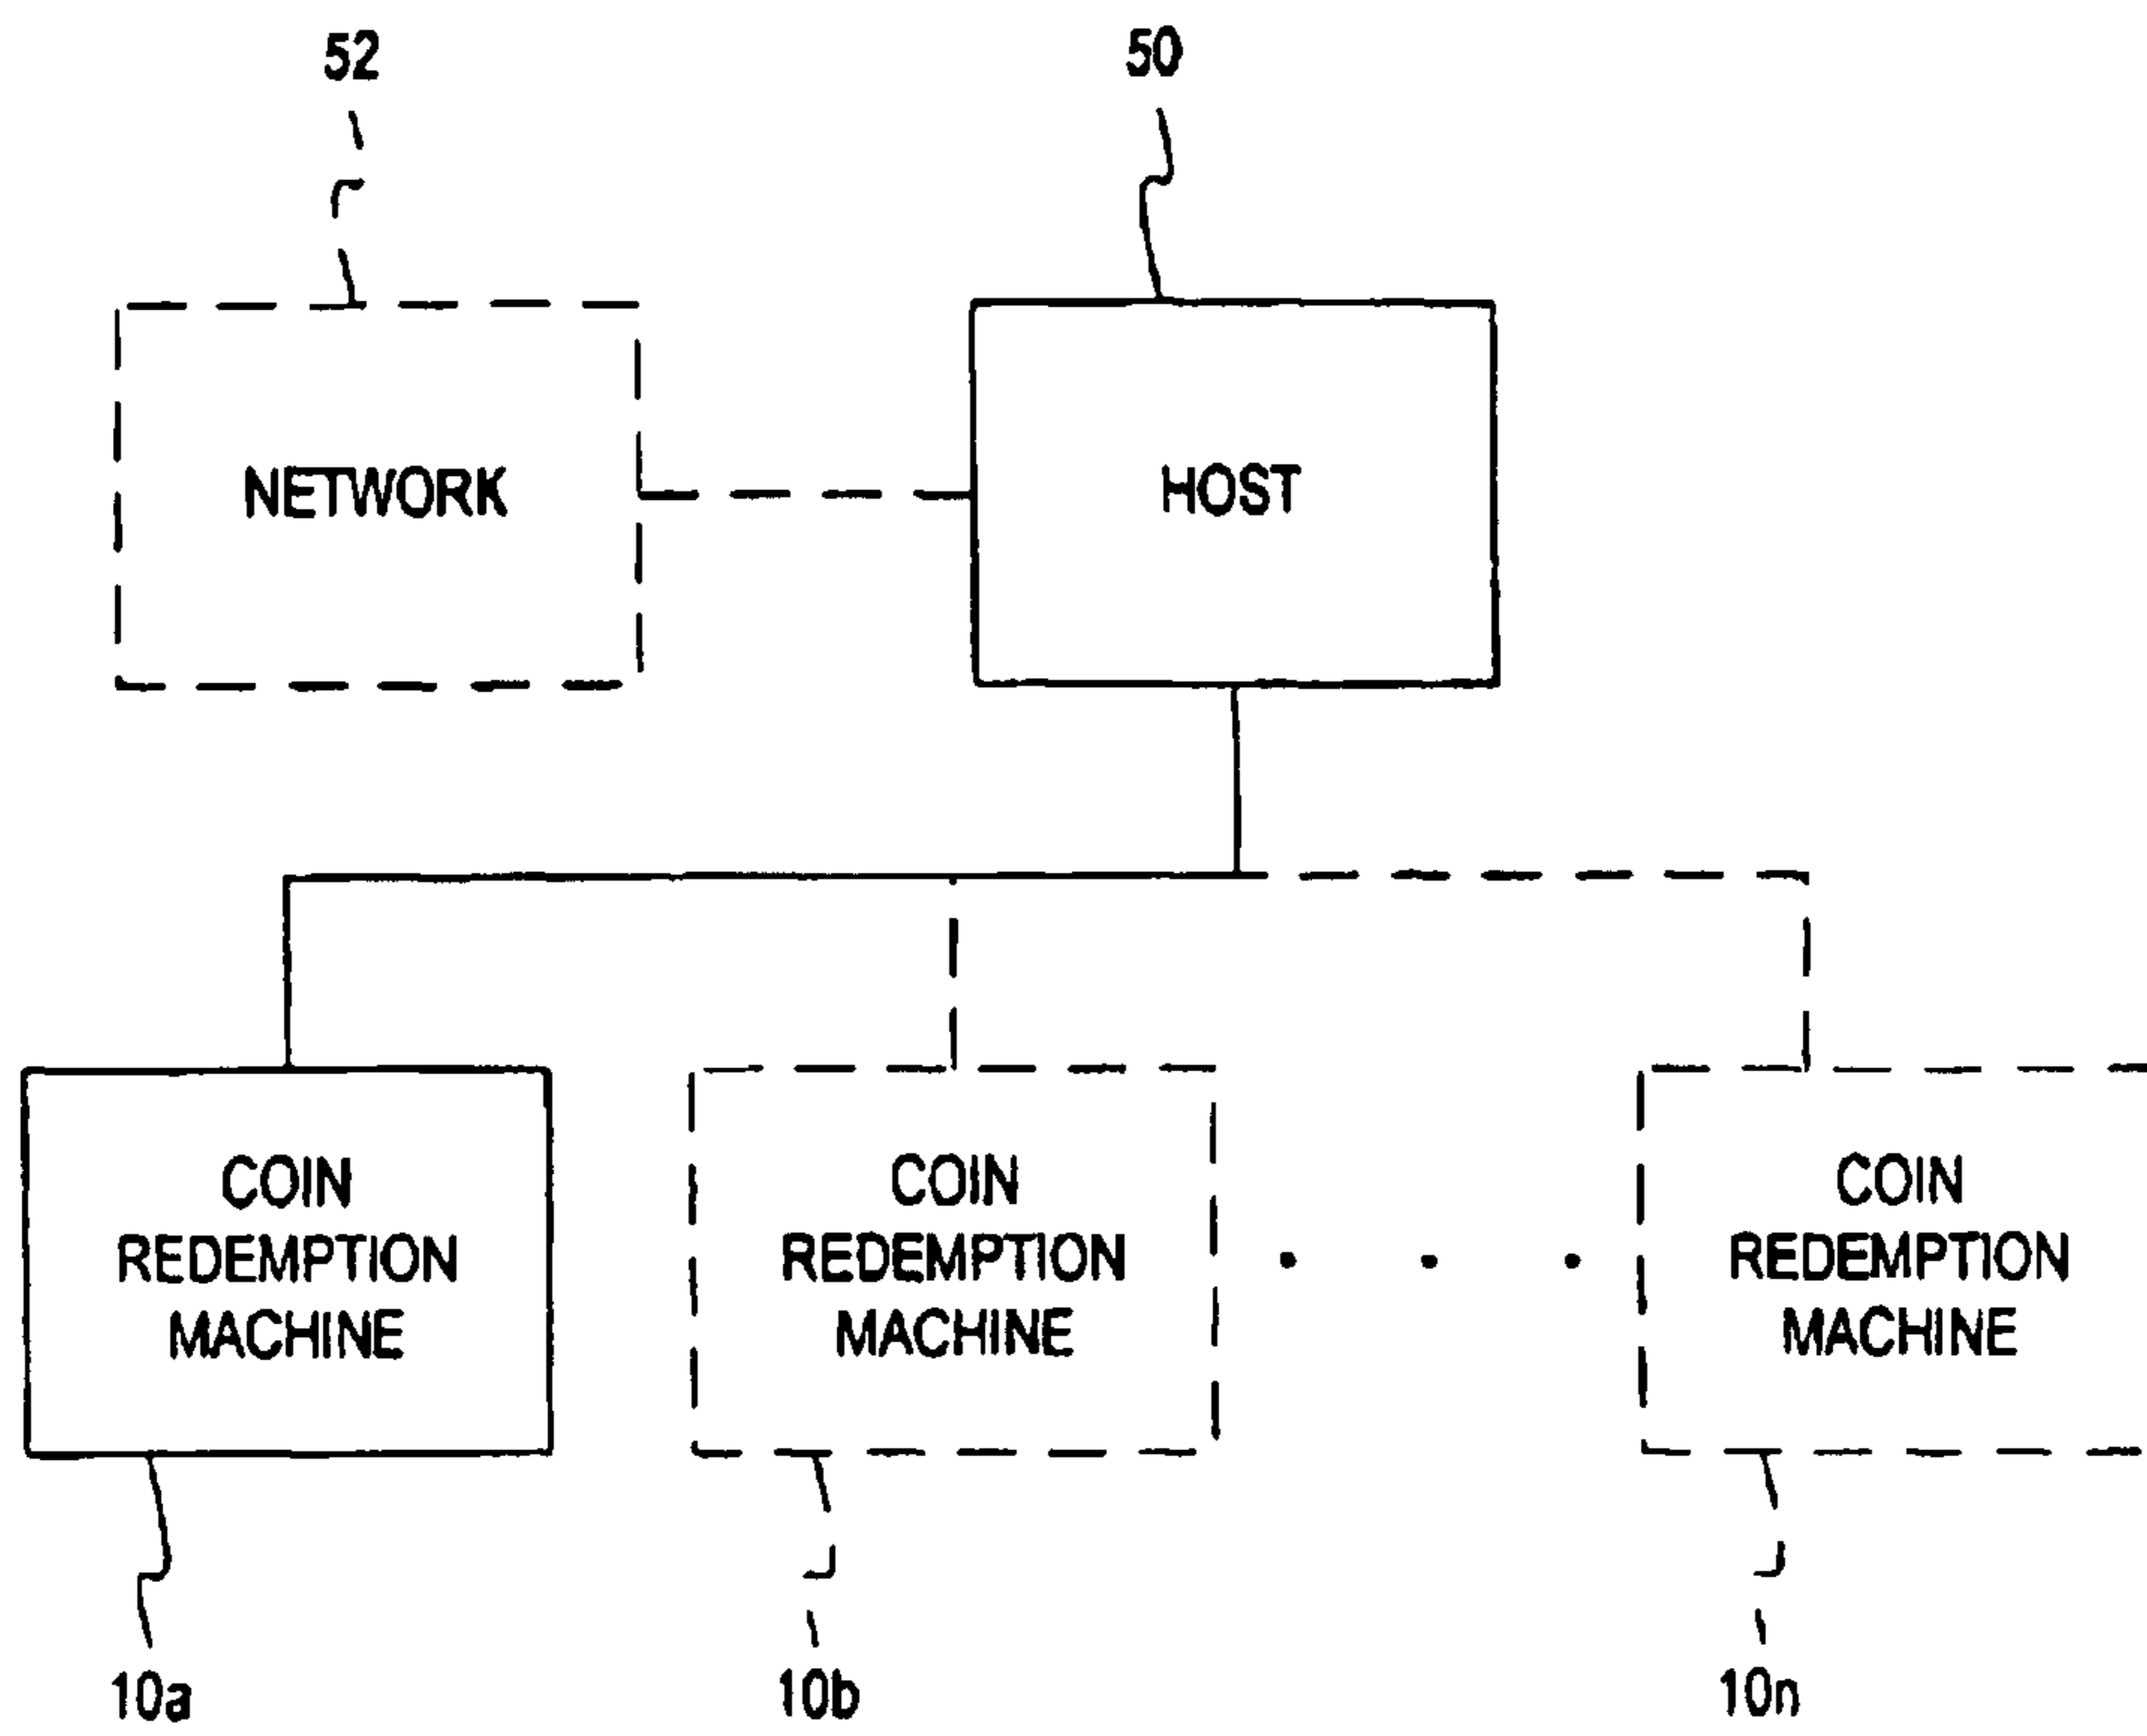 52
50
NETWORK
HOST
COIN
REDEMPTION
MACHINE
COIN
REDEMPTION
MACHINE
COIN
REDEMPTION
MACHINE
10a
10b
10n